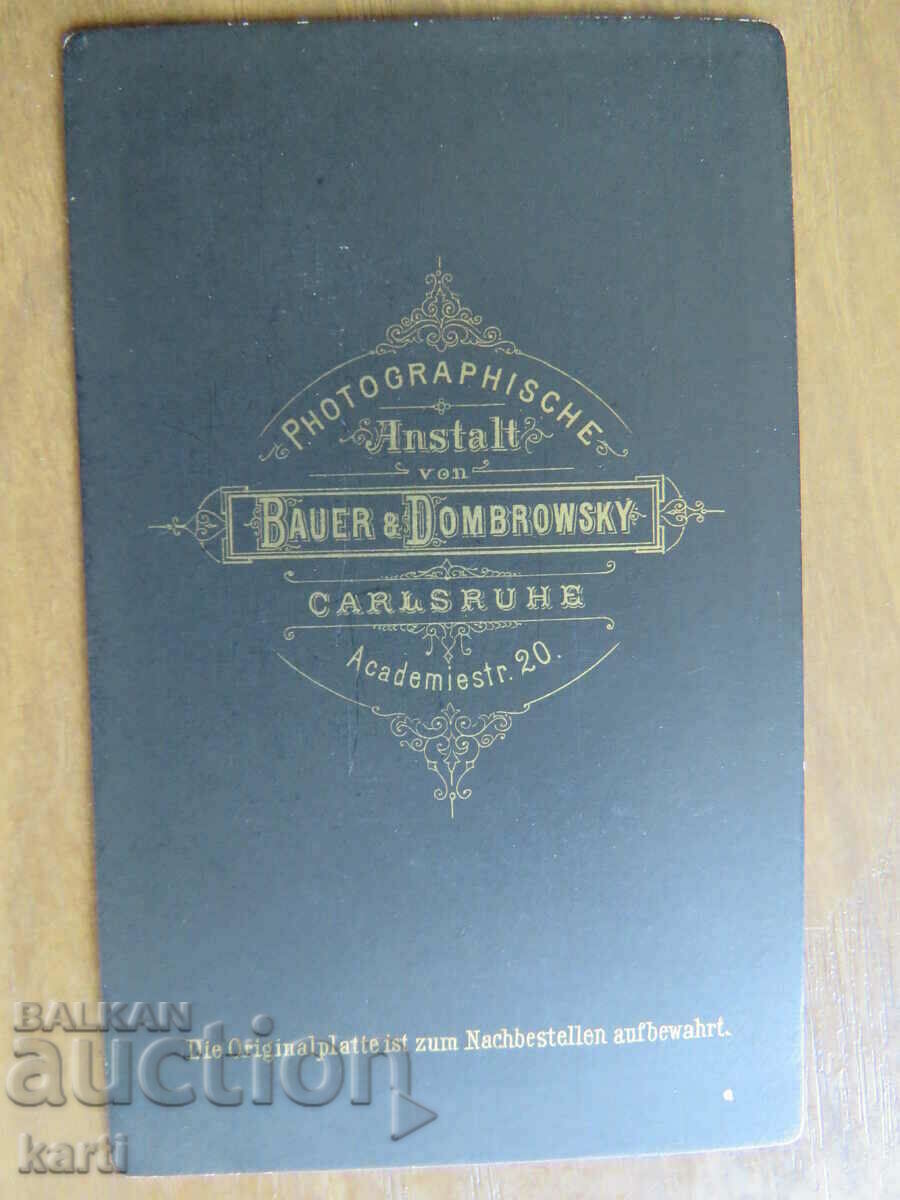 PHOTOGRAPHISCHE
Anstalt
von
BAUER & DOMBROWSKY
CARLSRUHE
Academiestr. 20.
Die Originalplatte ist zum Nachbestellen aufbewahrt.
BALKAN
auction
karti